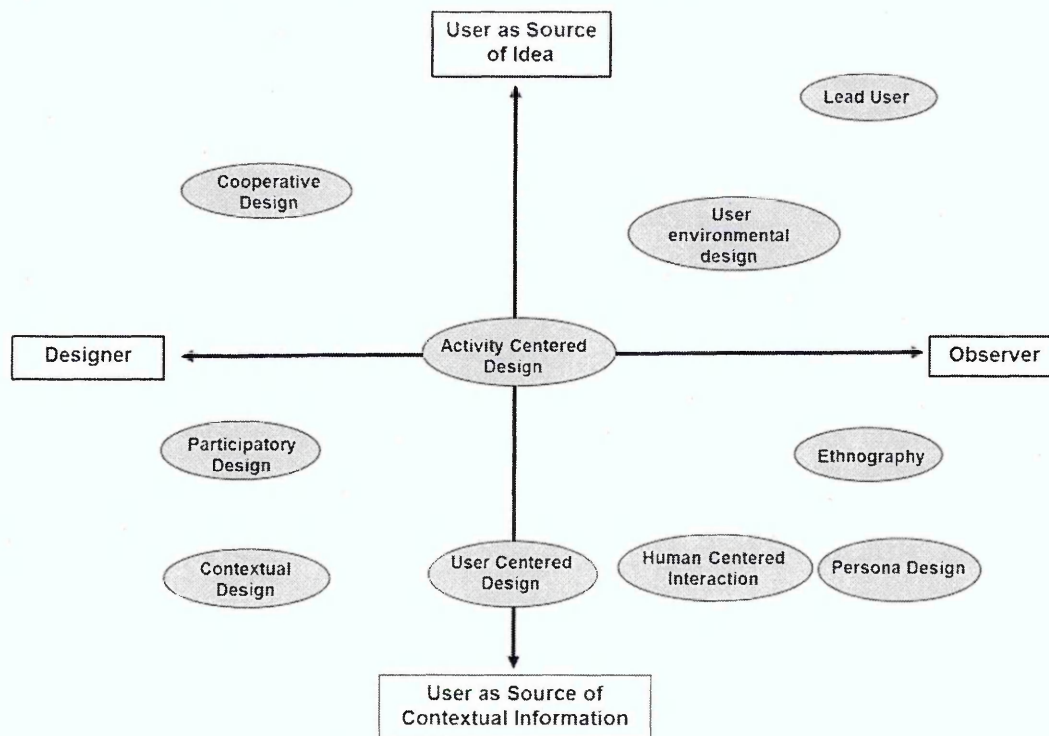 User as Source
of Idea
Lead User
Cooperative
Design
User
environmental
design
Designer
Activity Centered
Design
Observer
Participatory
Design
Ethnography
Contextual
Design
User Centered
Design
Human Centered
Interaction
Persona Design
User as Source of
Contextual Information